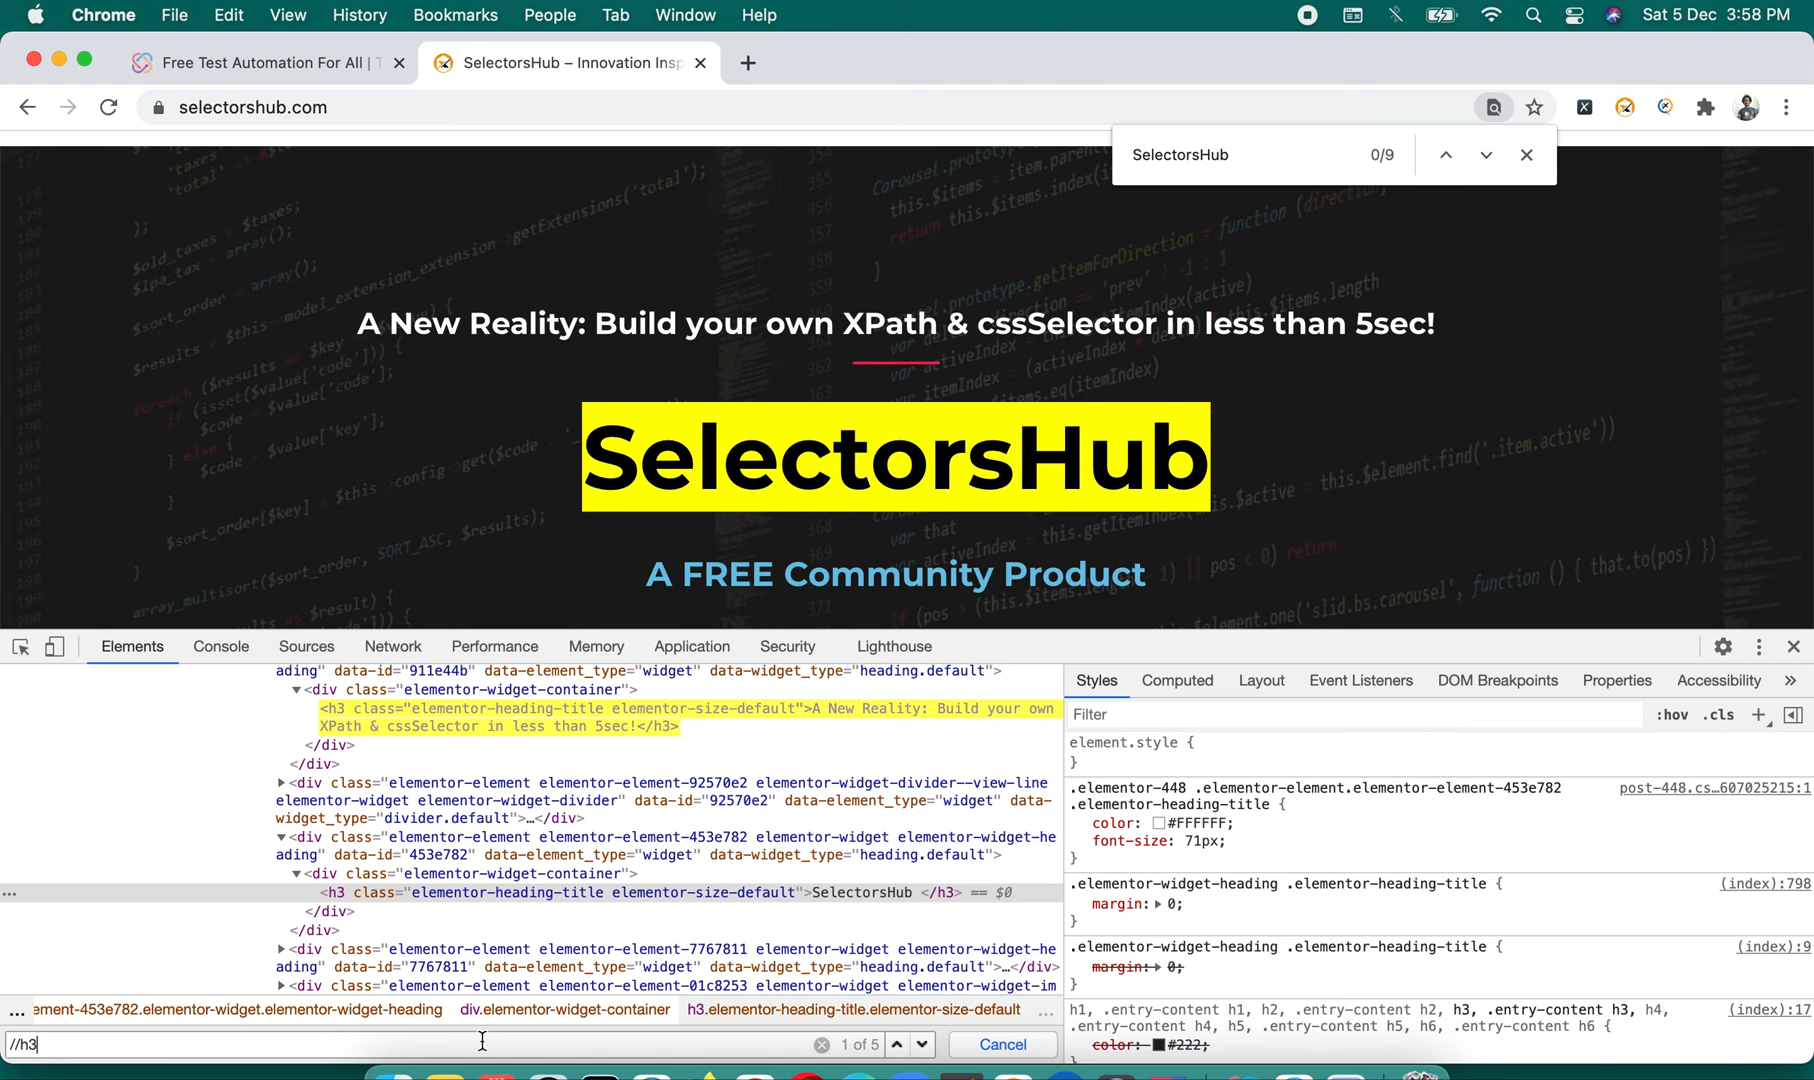 Chrome File Edit View History Bookmarks People Tab Window Help Sat 5 Dec 3:58 PM
Free Test Automation For All | T
SelectorsHub – Innovation Insp
selectorshub.com
SelectorsHub 0/9
A New Reality: Build your own XPath & cssSelector in less than 5sec!
SelectorsHub
A FREE Community Product
Elements Console Sources Network Performance Memory Application Security Lighthouse
ading" data-id="911e44b" data-element_type="widget" data-widget_type="heading.default">
▼<div class="elementor-widget-container">
<h3 class="elementor-heading-title elementor-size-default">A New Reality: Build your own
XPath & cssSelector in less than 5sec!</h3>
</div>
</div>
▶<div class="elementor-element elementor-element-92570e2 elementor-widget-divider--view-line
elementor-widget elementor-widget-divider" data-id="92570e2" data-element_type="widget" data-
widget_type="divider.default">…</div>
▼<div class="elementor-element elementor-element-453e782 elementor-widget elementor-widget-he
ading" data-id="453e782" data-element_type="widget" data-widget_type="heading.default">
▼<div class="elementor-widget-container">
... <h3 class="elementor-heading-title elementor-size-default">SelectorsHub </h3> == $0
</div>
</div>
▶<div class="elementor-element elementor-element-7767811 elementor-widget elementor-widget-he
ading" data-id="7767811" data-element_type="widget" data-widget_type="heading.default">…</div>
▶<div class="elementor-element elementor-element-01c8253 elementor-widget elementor-widget-im
... ement-453e782.elementor-widget.elementor-widget-heading div.elementor-widget-container h3.elementor-heading-title.elementor-size-default ...
//h3 1 of 5 Cancel
Styles Computed Layout Event Listeners DOM Breakpoints Properties Accessibility »
Filter :hov .cls +
element.style {
}
.elementor-448 .elementor-element.elementor-element-453e782 post-448.cs…607025215:1
.elementor-heading-title {
color: #FFFFFF;
font-size: 71px;
}
.elementor-widget-heading .elementor-heading-title { (index):798
margin:▶ 0;
}
.elementor-widget-heading .elementor-heading-title { (index):9
margin:▶ 0;
}
h1, .entry-content h1, h2, .entry-content h2, h3, .entry-content h3, h4, (index):17
.entry-content h4, h5, .entry-content h5, h6, .entry-content h6 {
color: #222;